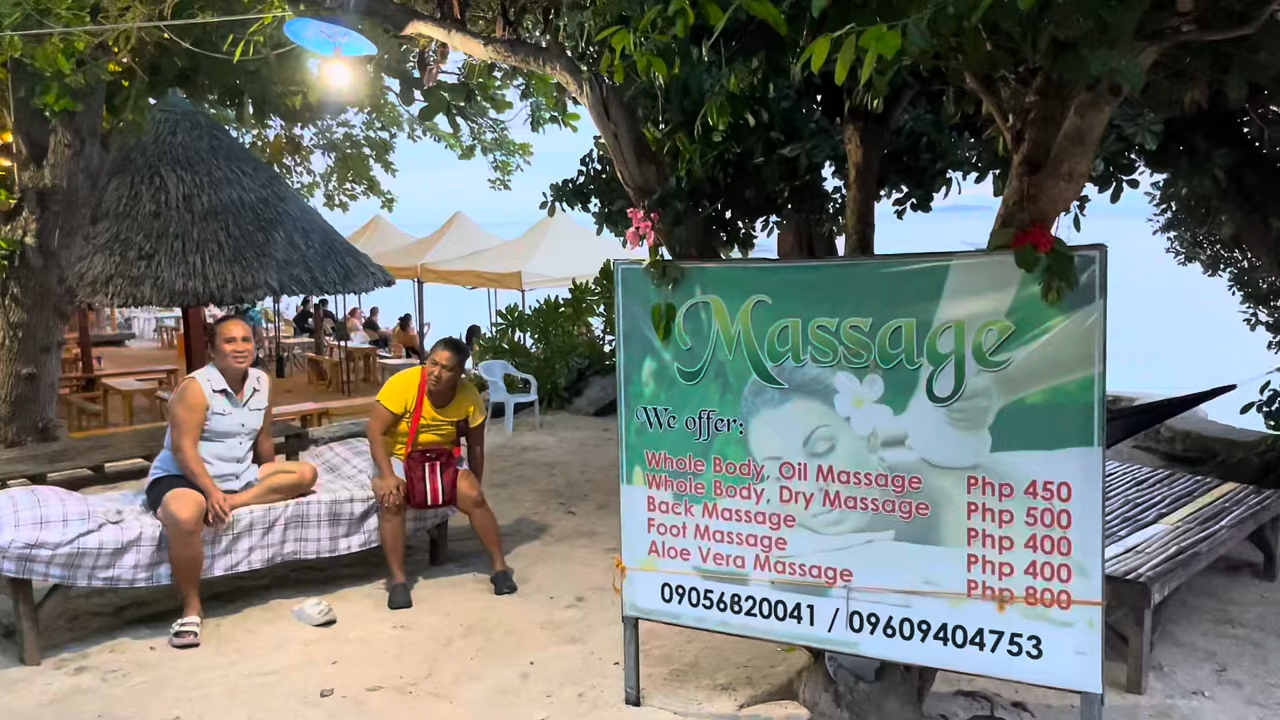 Massage
We offer:
Whole Body, Oil Massage Php 450
Whole Body, Dry Massage Php 500
Back Massage Php 400
Foot Massage Php 400
Aloe Vera Massage Php 800
09056820041 / 09609404753